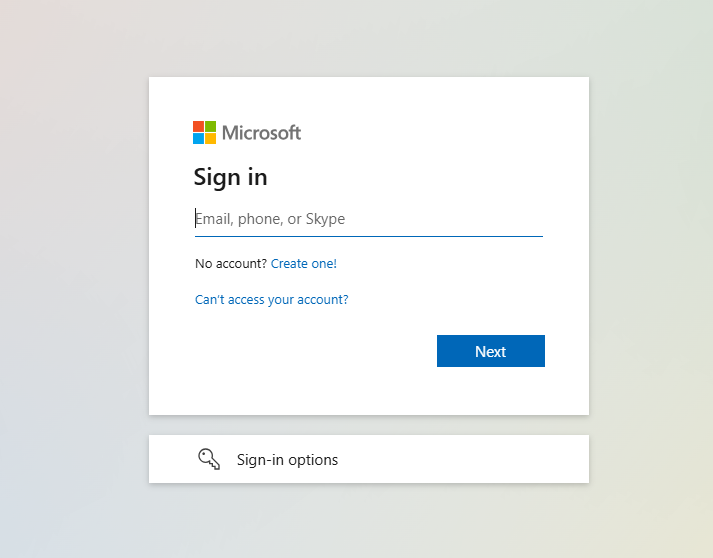 Microsoft
Sign in
Email, phone, or Skype
No account? Create one!
Can't access your account?
Next
Sign-in options